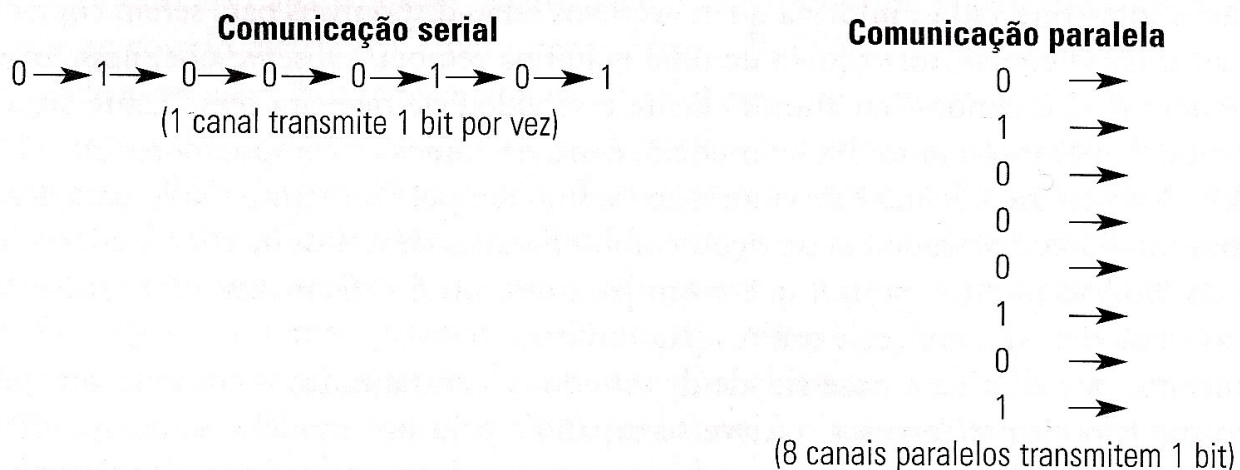 Comunicação serial
0 1 0 0 0 1 0 1
(1 canal transmite 1 bit por vez)
Comunicação paralela
0
1
0
0
0
1
0
1
(8 canais paralelos transmitem 1 bit)